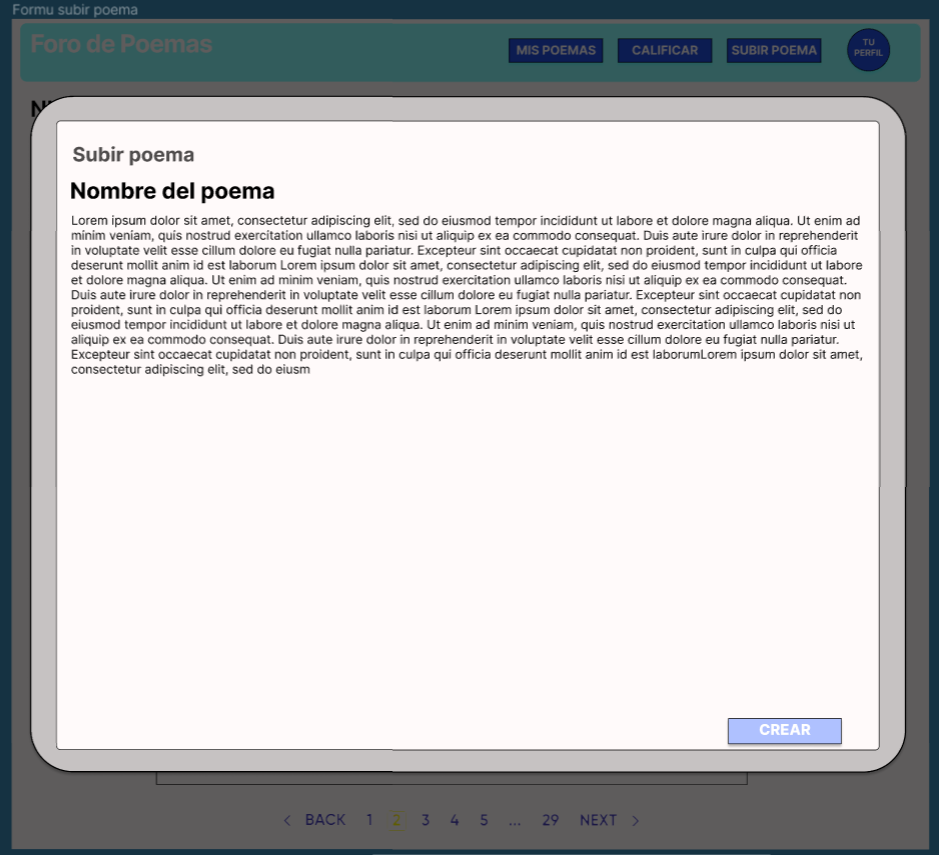 Formu subir poema
Foro de Poemas
MIS POEMAS
CALIFICAR
SUBIR POEMA
TU
PERFIL
Subir poema
Nombre del poema
Lorem ipsum dolor sit amet, consectetur adipiscing elit, sed do eiusmod tempor incididunt ut labore et dolore magna aliqua. Ut enim ad
minim veniam, quis nostrud exercitation ullamco laboris nisi ut aliquip ex ea commodo consequat. Duis aute irure dolor in reprehenderit
in voluptate velit esse cillum dolore eu fugiat nulla pariatur. Excepteur sint occaecat cupidatat non proident, sunt in culpa qui officia
deserunt mollit anim id est laborum Lorem ipsum dolor sit amet, consectetur adipiscing elit, sed do eiusmod tempor incididunt ut labore
et dolore magna aliqua. Ut enim ad minim veniam, quis nostrud exercitation ullamco laboris nisi ut aliquip ex ea commodo consequat.
Duis aute irure dolor in reprehenderit in voluptate velit esse cillum dolore eu fugiat nulla pariatur. Excepteur sint occaecat cupidatat non
proident, sunt in culpa qui officia deserunt mollit anim id est laborum Lorem ipsum dolor sit amet, consectetur adipiscing elit, sed do
eiusmod tempor incididunt ut labore et dolore magna aliqua. Ut enim ad minim veniam, quis nostrud exercitation ullamco laboris nisi ut
aliquip ex ea commodo consequat. Duis aute irure dolor in reprehenderit in voluptate velit esse cillum dolore eu fugiat nulla pariatur.
Excepteur sint occaecat cupidatat non proident, sunt in culpa qui officia deserunt mollit anim id est laborumLorem ipsum dolor sit amet,
consectetur adipiscing elit, sed do eiusm
CREAR
< BACK 1 2 3 4 5 ... 29 NEXT >